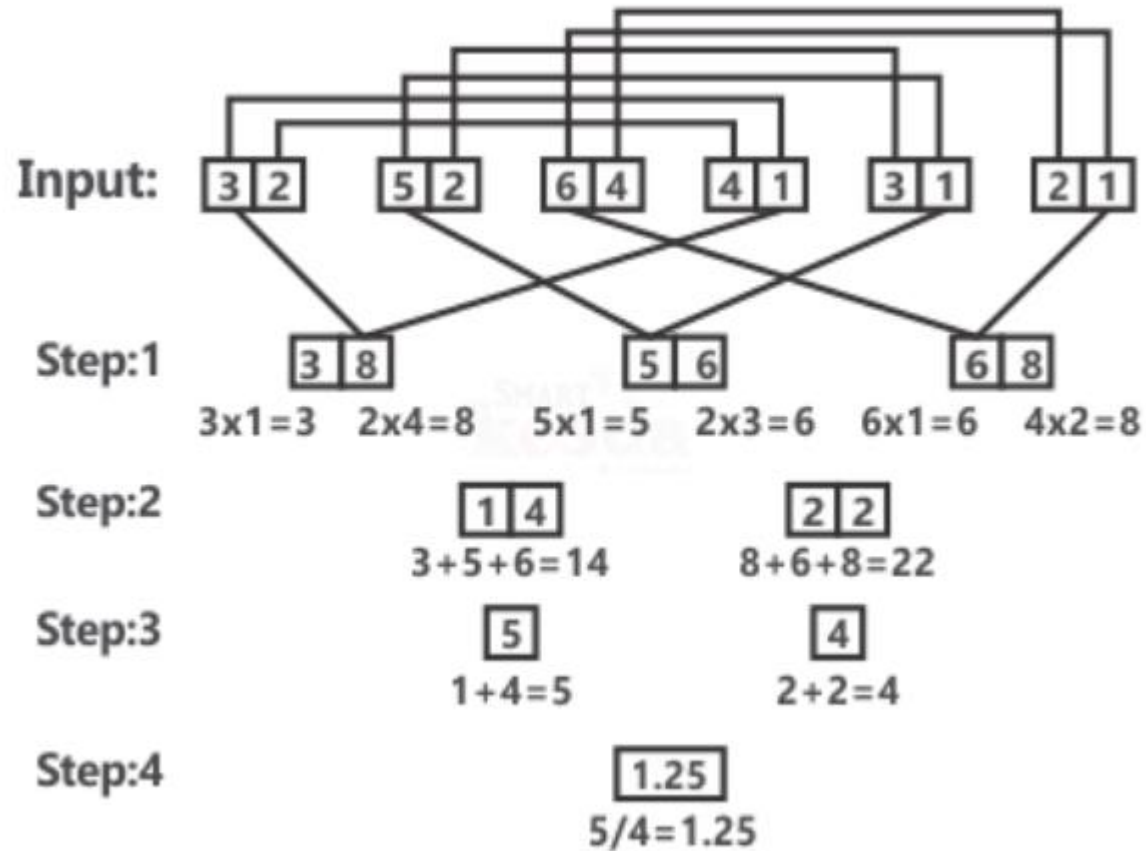 Input: 3 2 5 2 6 4 4 1 3 1 2 1
Step:1 3 8 5 6 6 8
3x1=3 2x4=8 5x1=5 2x3=6 6x1=6 4x2=8
Step:2 1 4 2 2
3+5+6=14 8+6+8=22
Step:3 5 4
1+4=5 2+2=4
Step:4 1.25
5/4=1.25